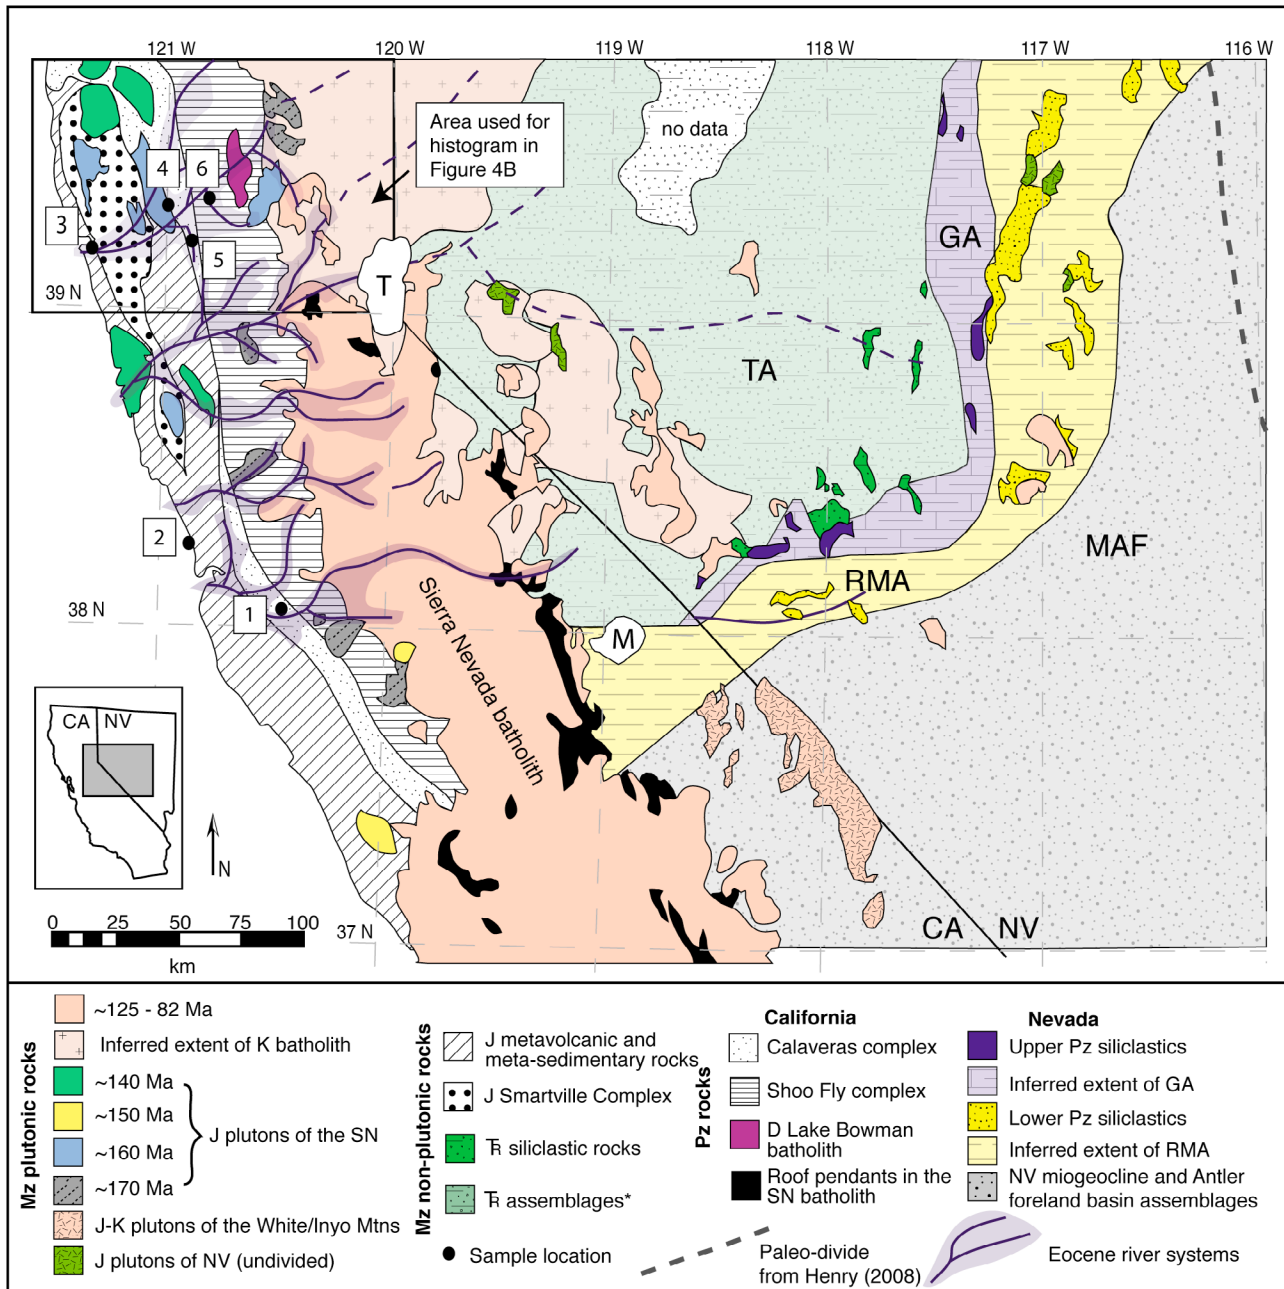 121 W
120 W
119 W
118 W
117 W
116 W
Area used for
histogram in
Figure 4B
no data
4
6
3
5
GA
T
39 N
TA
2
MAF
RMA
38 N
1
M
Sierra Nevada batholith
CA
NV
N
0
25
50
75
100
km
37 N
CA
NV
Mz plutonic rocks
~125 - 82 Ma
Inferred extent of K batholith
~140 Ma
~150 Ma
~160 Ma
~170 Ma
J plutons of the SN
J-K plutons of the White/Inyo Mtns
J plutons of NV (undivided)
Mz non-plutonic rocks
J metavolcanic and
meta-sedimentary rocks
J Smartville Complex
TR siliclastic rocks
TR assemblages*
Sample location
Pz rocks
California
Calaveras complex
Shoo Fly complex
D Lake Bowman
batholith
Roof pendants in the
SN batholith
Paleo-divide
from Henry (2008)
Nevada
Upper Pz siliclastics
Inferred extent of GA
Lower Pz siliclastics
Inferred extent of RMA
NV miogeocline and Antler
foreland basin assemblages
Eocene river systems